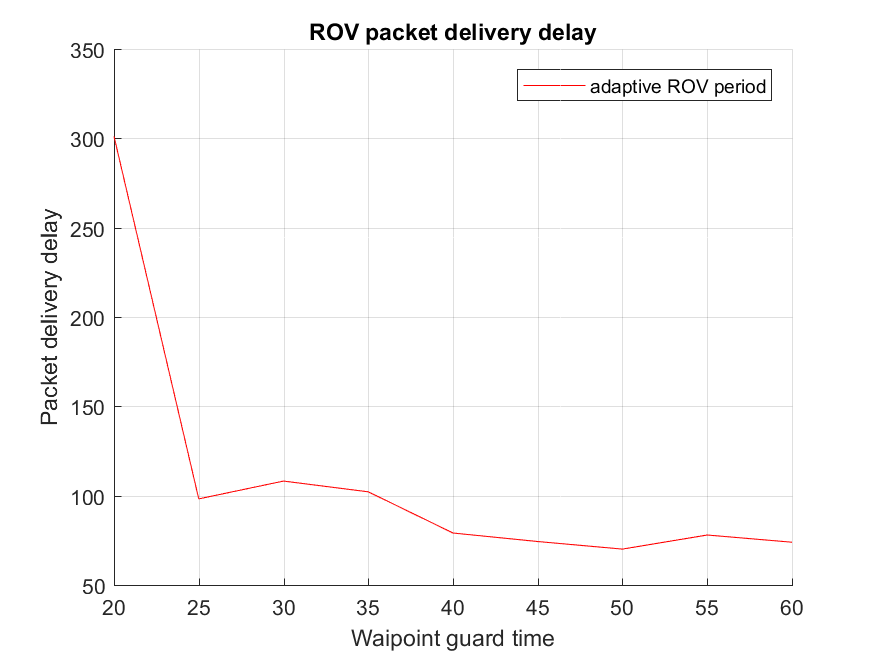 ROV packet delivery delay
adaptive ROV period
350
300
250
200
150
100
50
Packet delivery delay
20 25 30 35 40 45 50 55 60
Waipoint guard time